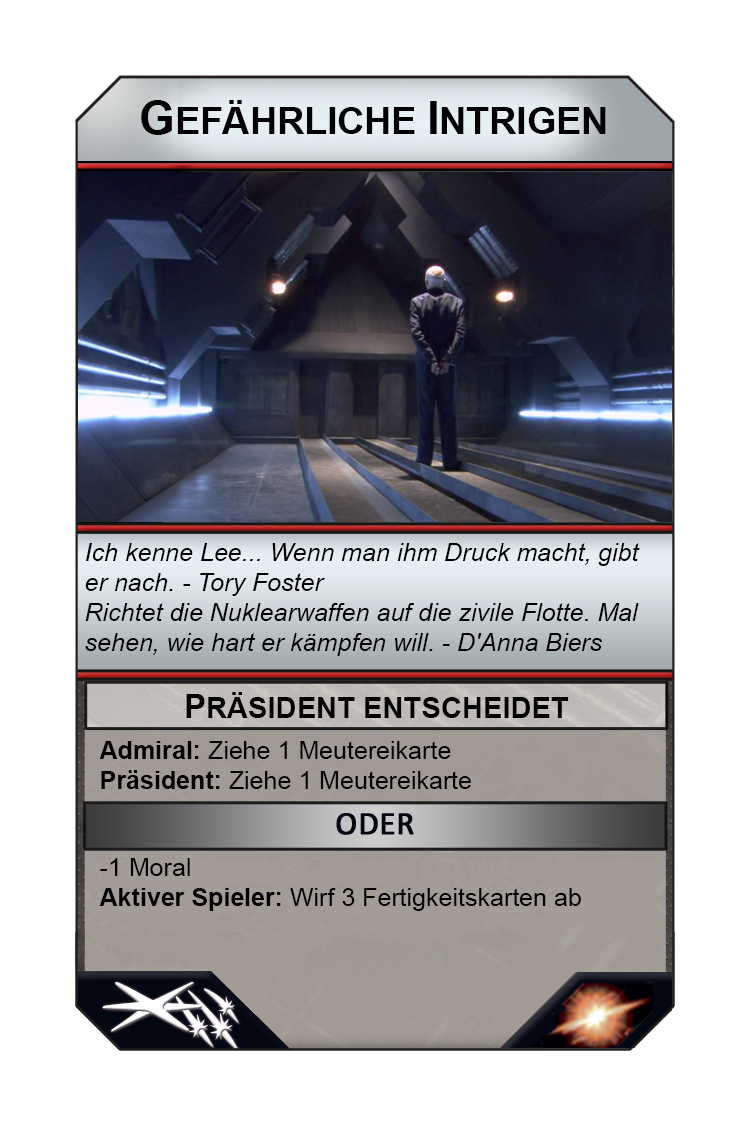 GEFÄHRLICHE INTRIGEN
Ich kenne Lee... Wenn man ihm Druck macht, gibt
er nach. - Tory Foster
Richtet die Nuklearwaffen auf die zivile Flotte. Mal
sehen, wie hart er kämpfen will. - D'Anna Biers
PRÄSIDENT ENTSCHEIDET
Admiral: Ziehe 1 Meutereikarte
Präsident: Ziehe 1 Meutereikarte
ODER
-1 Moral
Aktiver Spieler: Wirf 3 Fertigkeitskarten ab